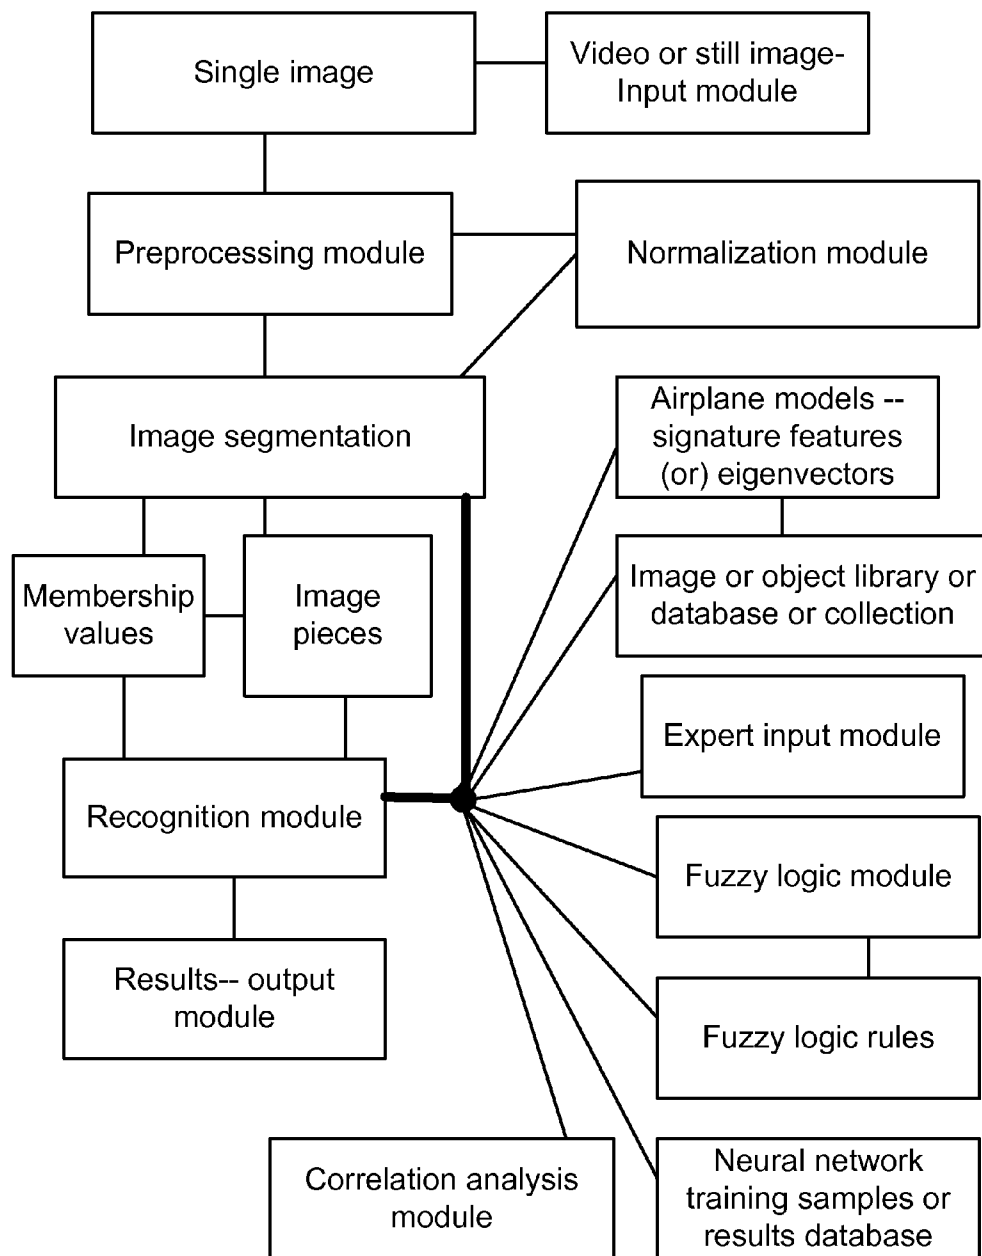 Single image
Video or still image-
Input module
Preprocessing module
Normalization module
Image segmentation
Airplane models --
signature features
(or) eigenvectors
Membership
values
Image
pieces
Image or object library or
database or collection
Expert input module
Recognition module
Fuzzy logic module
Results-- output
module
Fuzzy logic rules
Correlation analysis
module
Neural network
training samples or
results database